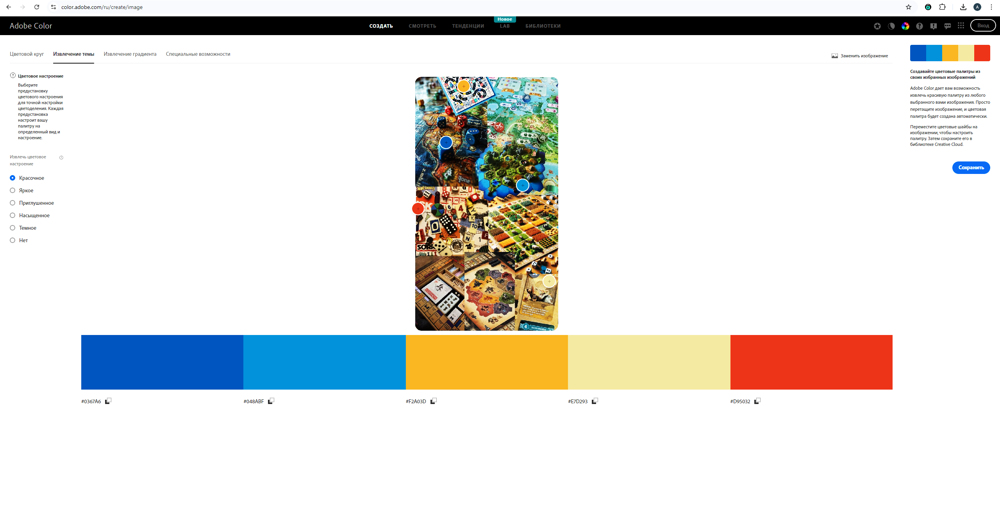 color.adobe.com/ru/create/image
A
Adobe Color
СОЗДАТЬ
СМОТРЕТЬ
ТЕНДЕНЦИИ
Новое
LAB
БИБЛИОТЕКИ
Вход
Цветовой круг
Извлечение темы
Извлечение градиента
Специальные возможности
Заменить изображение
Цветовое настроение
Выберите
предустановку
цветового настроения
для точной настройки
цветоделения. Каждая
предустановка
настроит вашу
палитру на
определенный вид и
настроение.
Извлечь цветовое
настроение
Красочное
Яркое
Приглушенное
Насыщенное
Темное
Нет
10
N
1
F
4
Создавайте цветовые палитры из
своих избранных изображений
Adobe Color дает вам возможность
извлечь красивую палитру из любого
выбранного вами изображения. Просто
перетащите изображение, и цветовая
палитра будет создана автоматически.
Переместите цветовые шайбы на
изображении, чтобы настроить
палитру. Затем сохраните его в
библиотеке Creative Cloud.
Сохранить
#0367A6
#048ABF
#F2A03D
#E7D293
#D95032